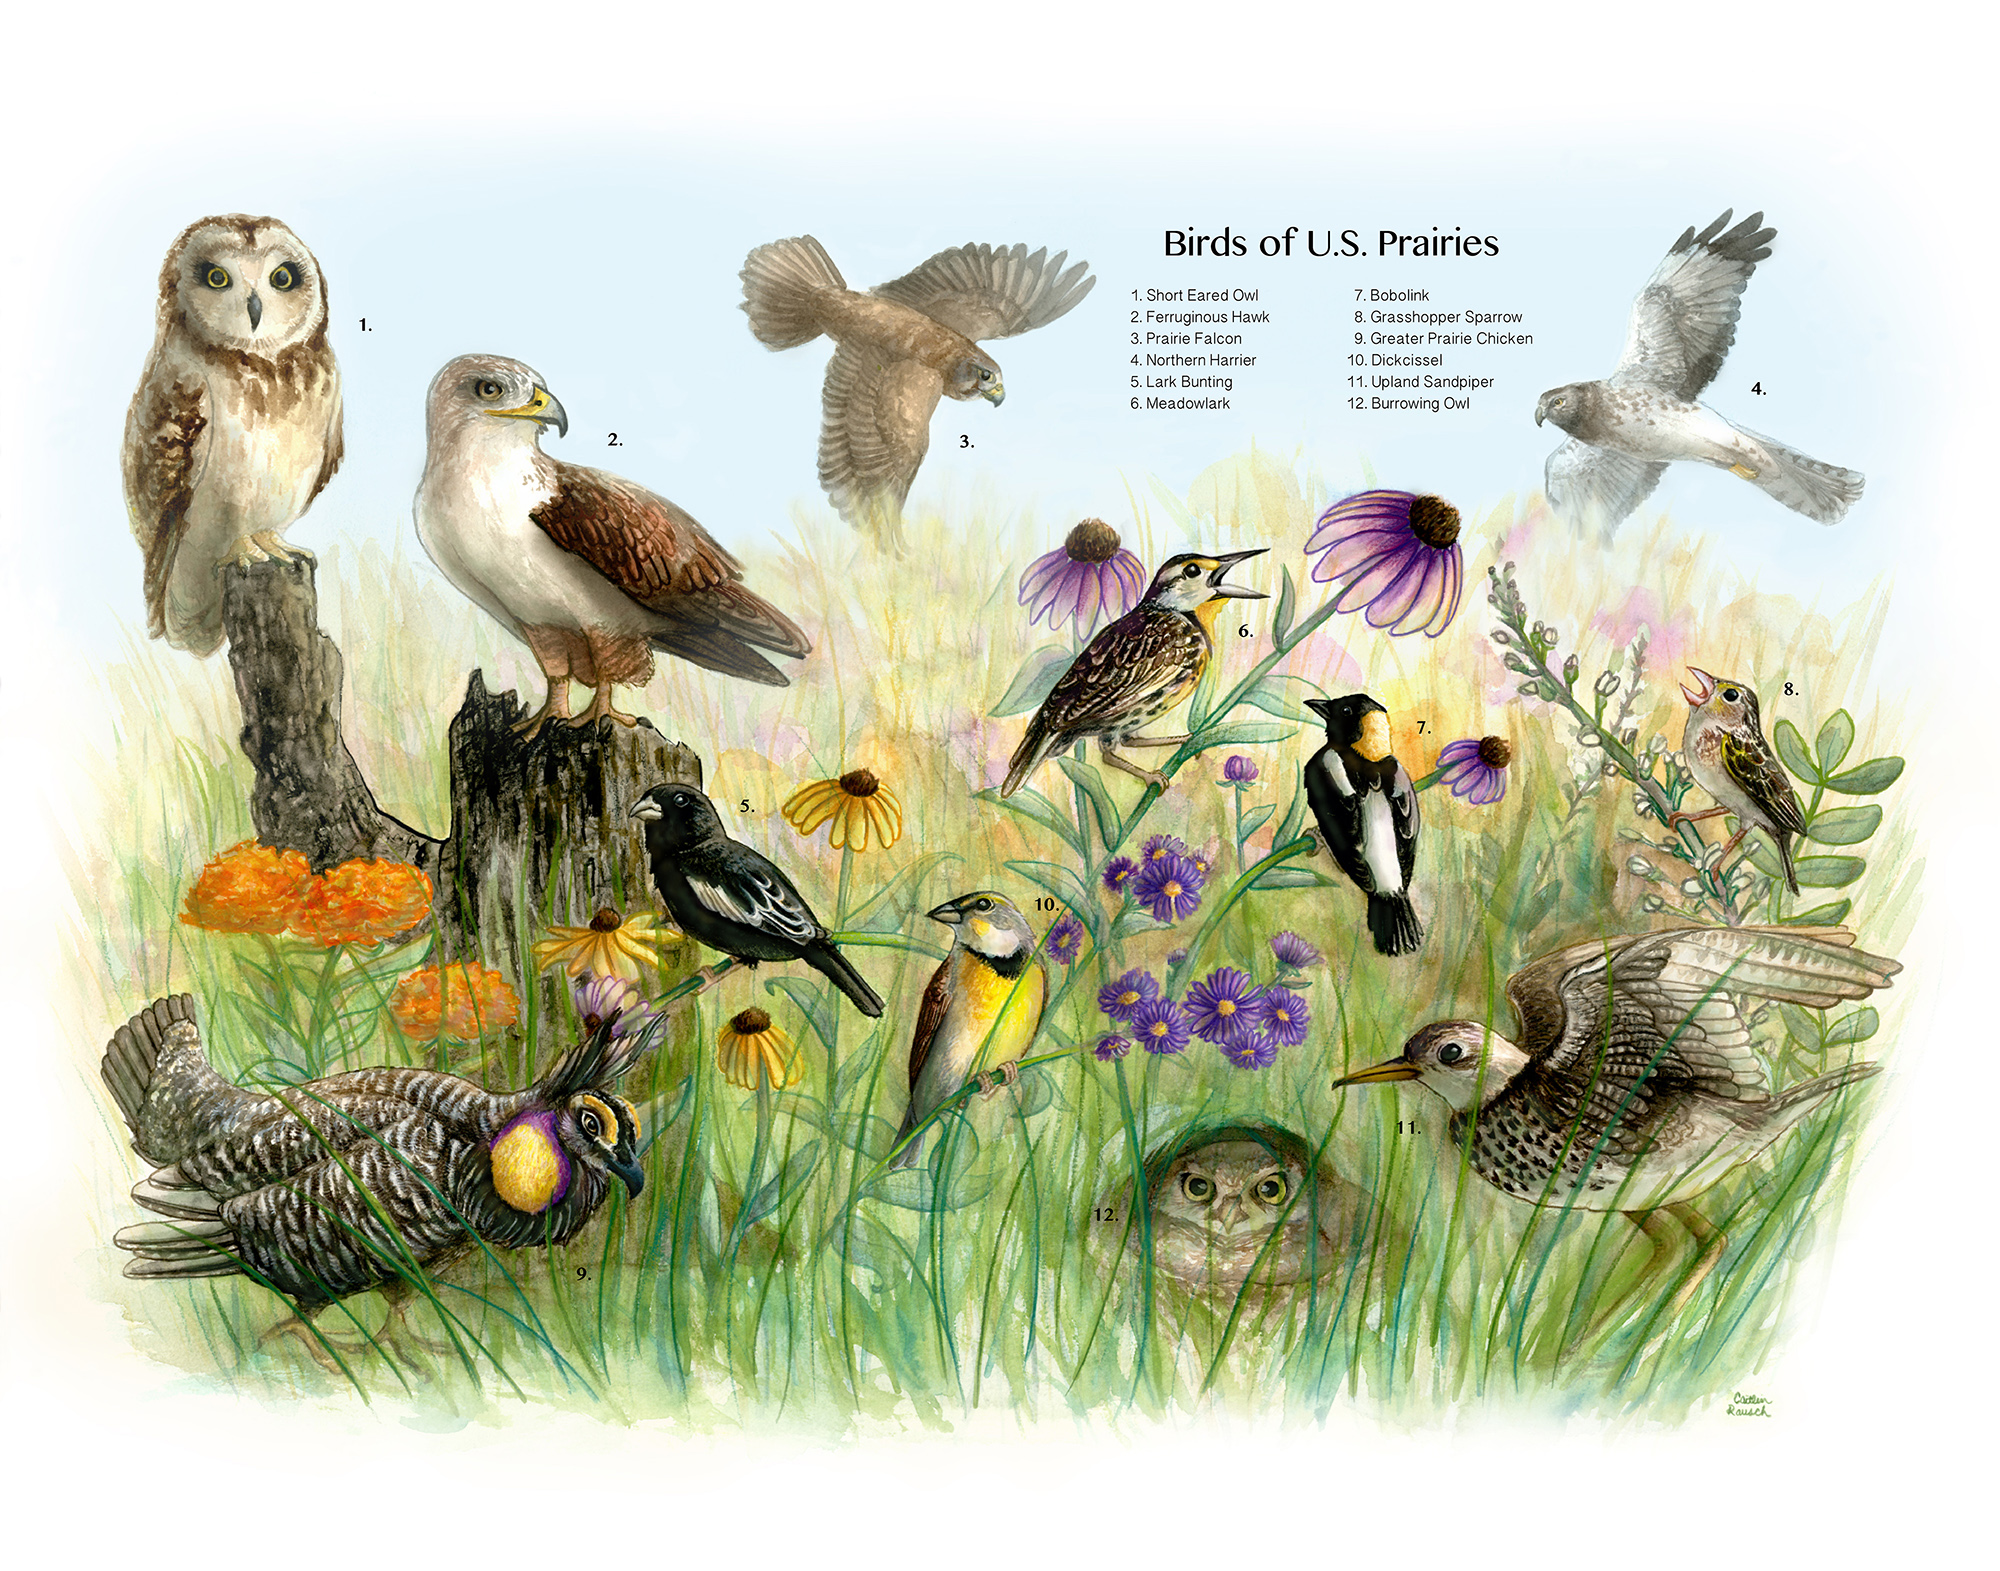 Birds of U.S. Prairies
1. Short Eared Owl
2. Ferruginous Hawk
3. Prairie Falcon
4. Northern Harrier
5. Lark Bunting
6. Meadowlark
7. Bobolink
8. Grasshopper Sparrow
9. Greater Prairie Chicken
10. Dickcissel
11. Upland Sandpiper
12. Burrowing Owl
1.
2.
3.
4.
5.
6.
7.
8.
9.
10.
11.
12.
Caitlin
Rausch